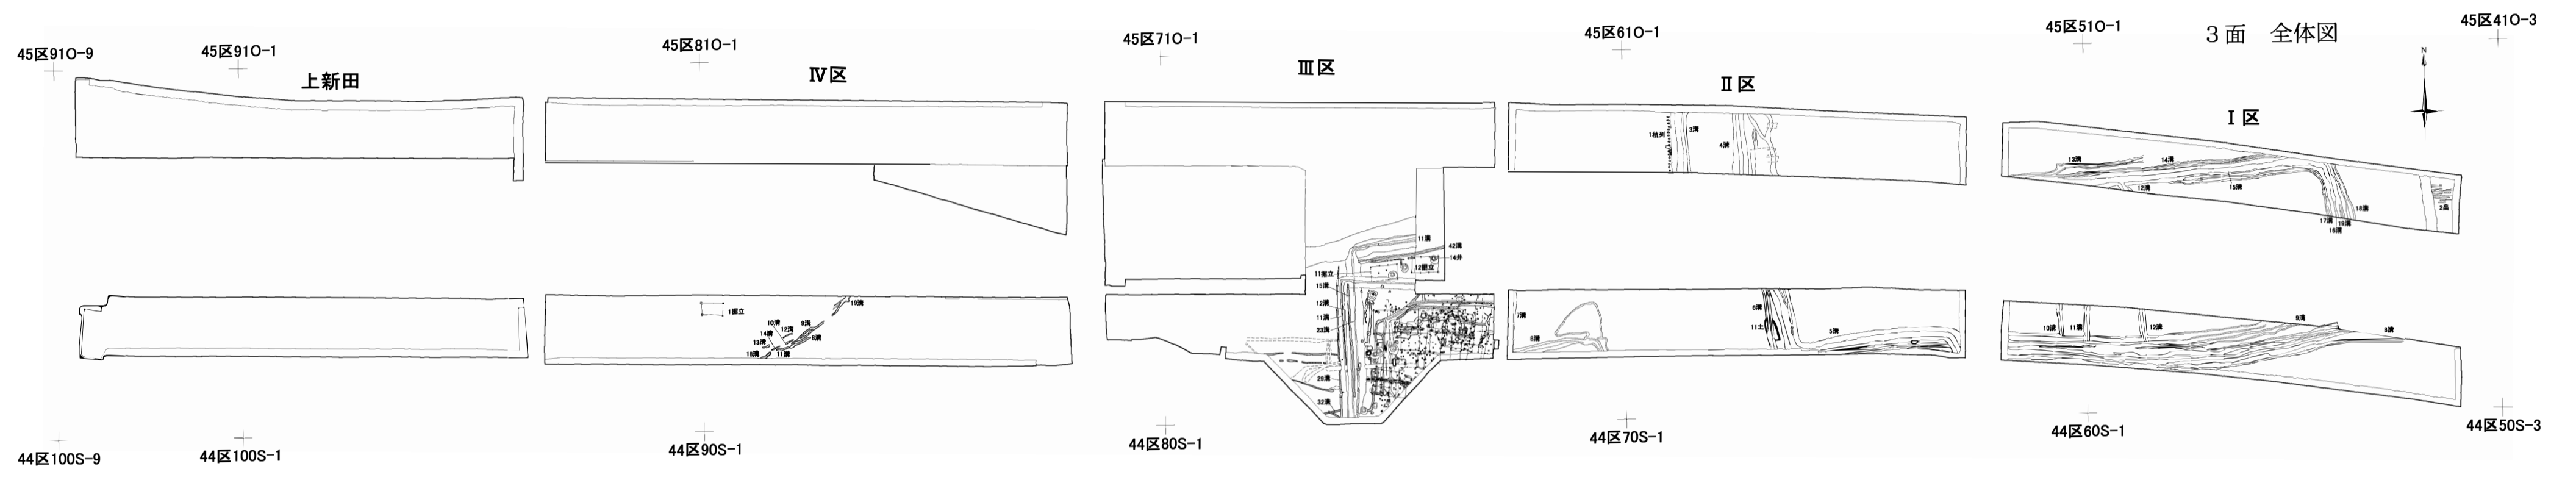 ３面　全体図
N
45区91O-9
45区91O-1
45区81O-1
45区71O-1
45区61O-1
45区51O-1
45区41O-3
上新田
Ⅳ区
Ⅲ区
Ⅱ区
Ⅰ区
1杭列
3溝
4溝
13溝
14溝
12溝
15溝
17溝
18溝
19溝
16溝
2畠
11溝
42溝
14井
11掘立
12掘立
15溝
12溝
11溝
23溝
29溝
32溝
1掘立
19溝
10溝
9溝
14溝
12溝
13溝
8溝
18溝
11溝
7溝
8溝
6溝
11土
5溝
10溝
11溝
12溝
9溝
8溝
44区100S-9
44区100S-1
44区90S-1
44区80S-1
44区70S-1
44区60S-1
44区50S-3